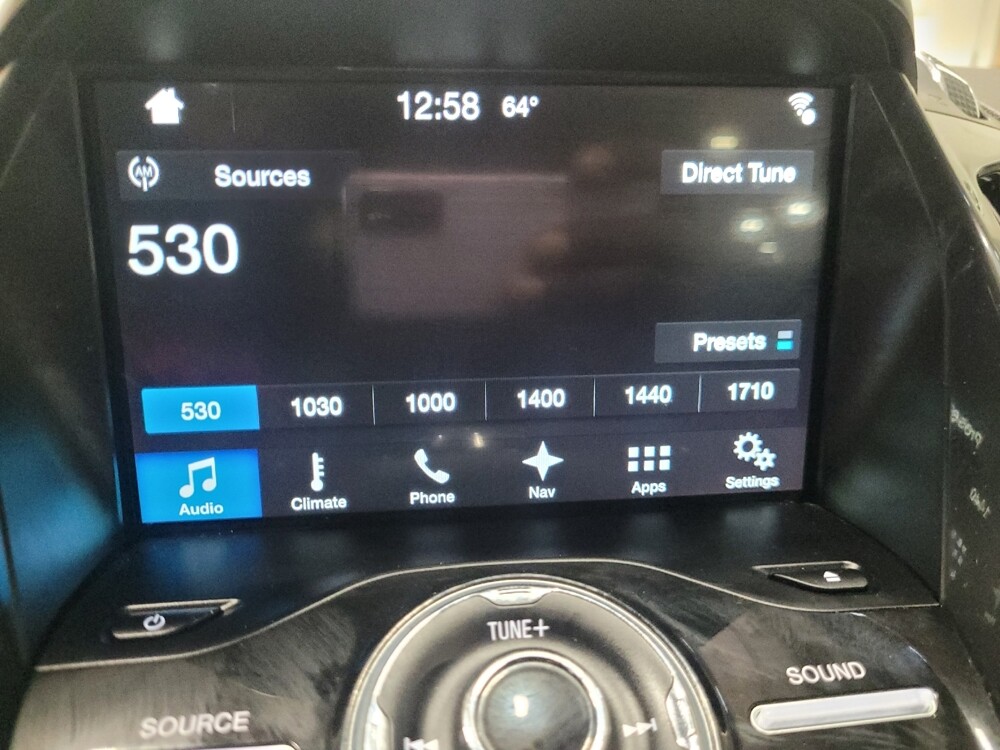 12:58 64°
AM Sources Direct Tune
530
Presets
530 1030 1000 1400 1440 1710
Audio Climate Phone Nav Apps Settings
TUNE+
SOUND
SOURCE